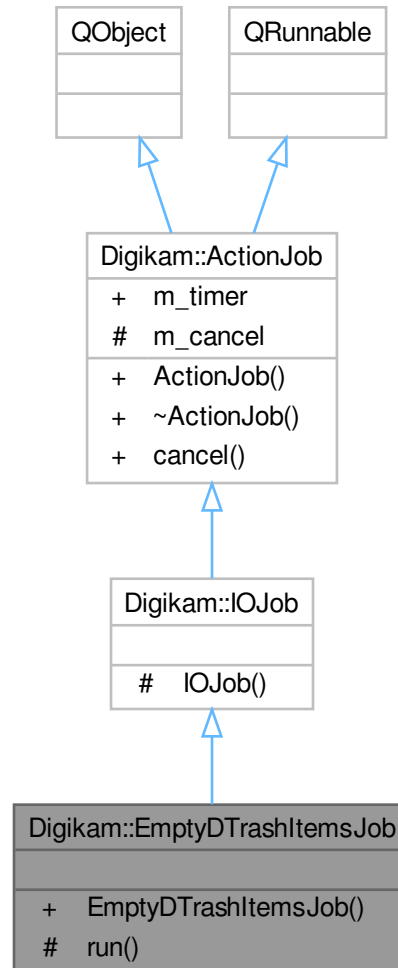 QObject
QRunnable
Digikam::ActionJob
+ m_timer
# m_cancel
+ ActionJob()
+ ~ActionJob()
+ cancel()
Digikam::IOJob
# IOJob()
Digikam::EmptyDTrashItemsJob
+ EmptyDTrashItemsJob()
# run()